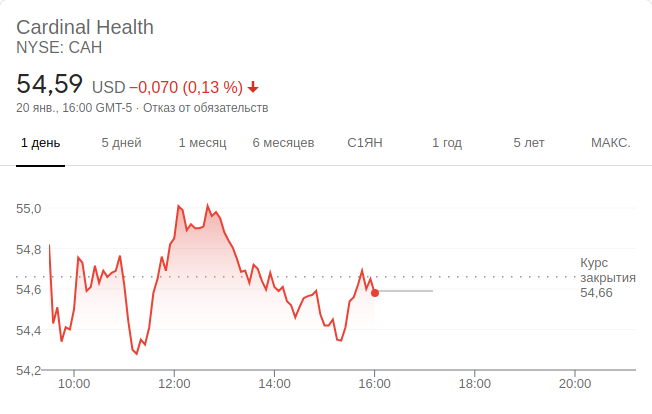 Cardinal Health
NYSE: CAH
54,59 USD −0,070 (0,13 %)
20 янв., 16:00 GMT-5 · Отказ от обязательств
1 день 5 дней 1 месяц 6 месяцев С1ЯН 1 год 5 лет МАКС.
55,0
54,8
54,6
54,4
54,2
Курс
закрытия
54,66
10:00 12:00 14:00 16:00 18:00 20:00